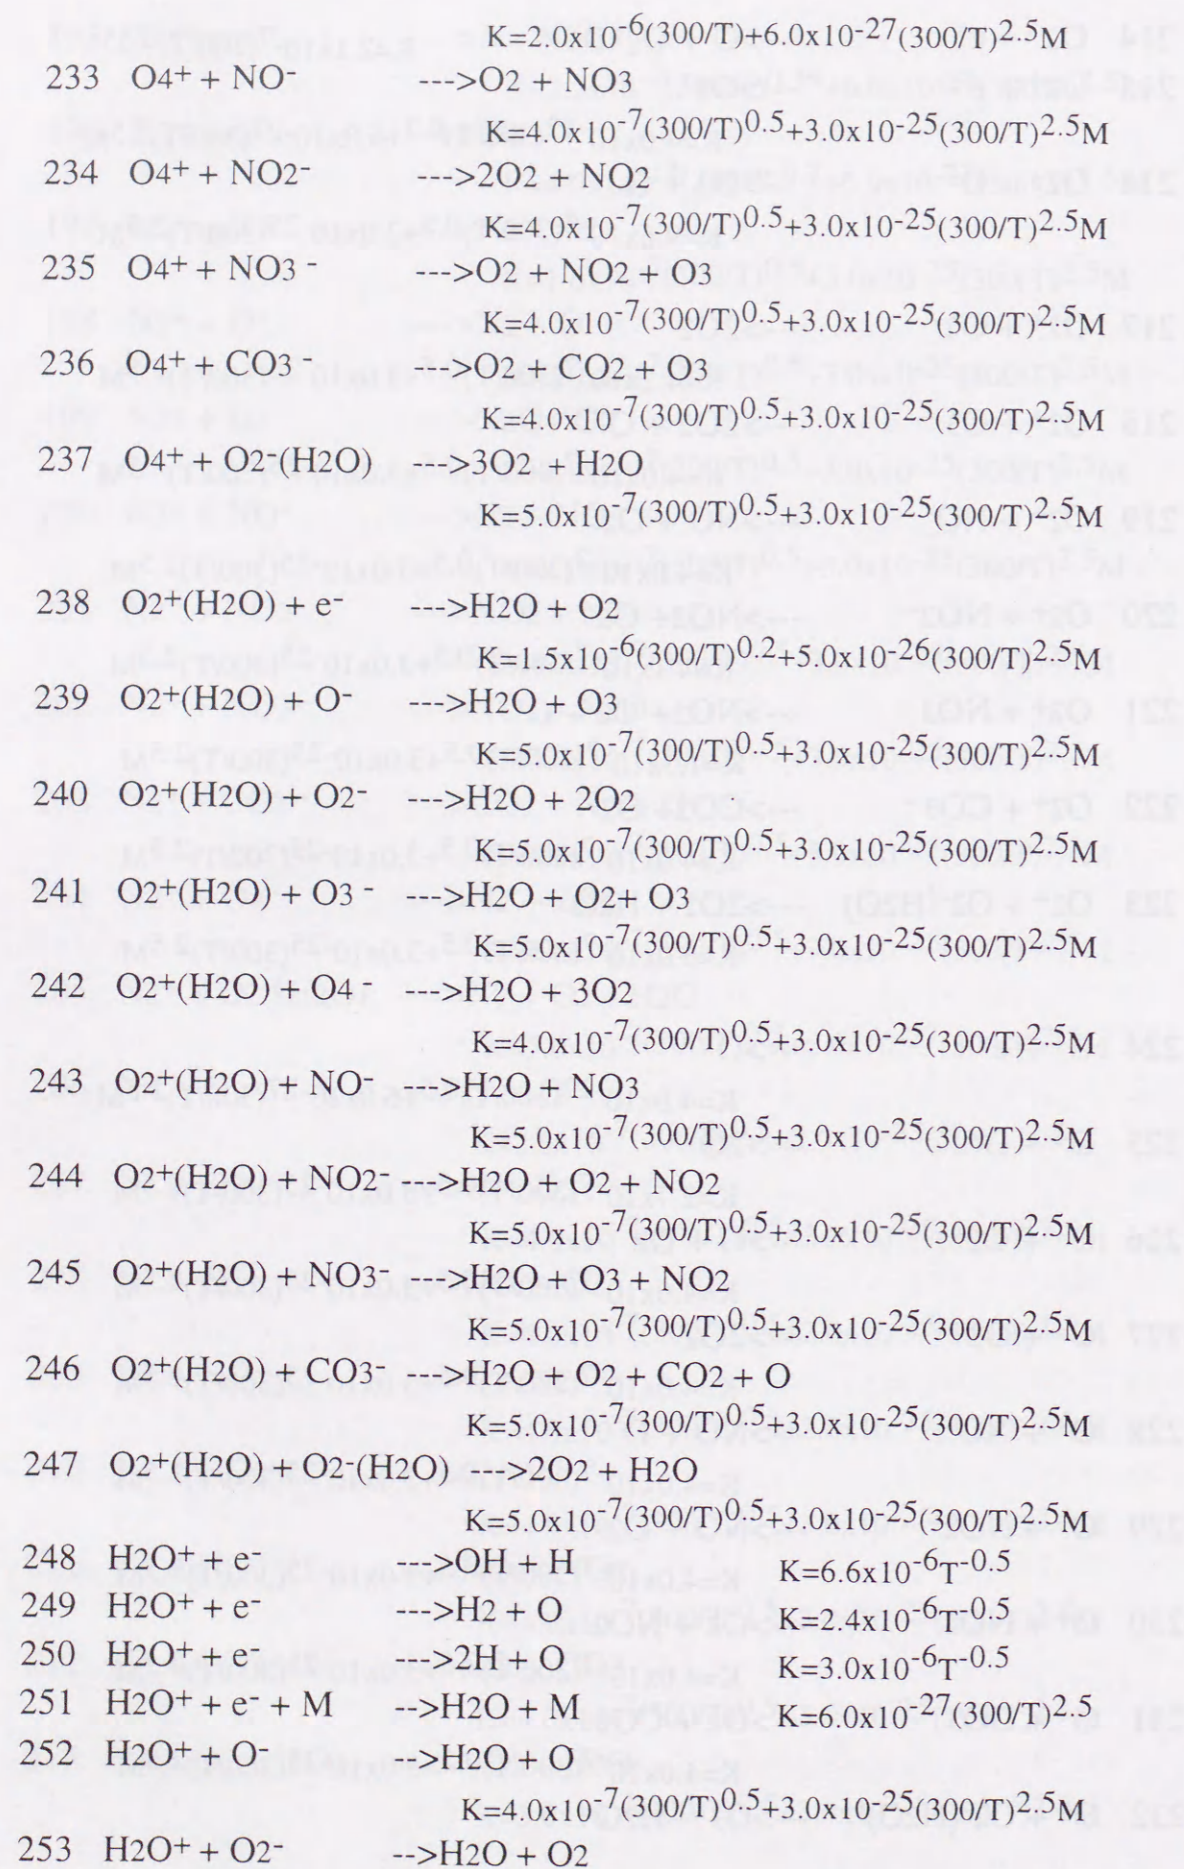 K=2.0x10-6(300/T)+6.0x10-27(300/T)2.5M
233 O4+ + NO- --->O2 + NO3
K=4.0x10-7(300/T)0.5+3.0x10-25(300/T)2.5M
234 O4+ + NO2- --->2O2 + NO2
K=4.0x10-7(300/T)0.5+3.0x10-25(300/T)2.5M
235 O4+ + NO3 - --->O2 + NO2 + O3
K=4.0x10-7(300/T)0.5+3.0x10-25(300/T)2.5M
236 O4+ + CO3 - --->O2 + CO2 + O3
K=4.0x10-7(300/T)0.5+3.0x10-25(300/T)2.5M
237 O4+ + O2-(H2O) --->3O2 + H2O
K=5.0x10-7(300/T)0.5+3.0x10-25(300/T)2.5M
238 O2+(H2O) + e- --->H2O + O2
K=1.5x10-6(300/T)0.2+5.0x10-26(300/T)2.5M
239 O2+(H2O) + O- --->H2O + O3
K=5.0x10-7(300/T)0.5+3.0x10-25(300/T)2.5M
240 O2+(H2O) + O2- --->H2O + 2O2
K=5.0x10-7(300/T)0.5+3.0x10-25(300/T)2.5M
241 O2+(H2O) + O3 - --->H2O + O2+ O3
K=5.0x10-7(300/T)0.5+3.0x10-25(300/T)2.5M
242 O2+(H2O) + O4 - --->H2O + 3O2
K=4.0x10-7(300/T)0.5+3.0x10-25(300/T)2.5M
243 O2+(H2O) + NO- --->H2O + NO3
K=5.0x10-7(300/T)0.5+3.0x10-25(300/T)2.5M
244 O2+(H2O) + NO2- --->H2O + O2 + NO2
K=5.0x10-7(300/T)0.5+3.0x10-25(300/T)2.5M
245 O2+(H2O) + NO3- --->H2O + O3 + NO2
K=5.0x10-7(300/T)0.5+3.0x10-25(300/T)2.5M
246 O2+(H2O) + CO3- --->H2O + O2 + CO2 + O
K=5.0x10-7(300/T)0.5+3.0x10-25(300/T)2.5M
247 O2+(H2O) + O2-(H2O) --->2O2 + H2O
K=5.0x10-7(300/T)0.5+3.0x10-25(300/T)2.5M
248 H2O+ + e- --->OH + H K=6.6x10-6T-0.5
249 H2O+ + e- --->H2 + O K=2.4x10-6T-0.5
250 H2O+ + e- -->2H + O K=3.0x10-6T-0.5
251 H2O+ + e- + M -->H2O + M K=6.0x10-27(300/T)2.5
252 H2O+ + O- -->H2O + O
K=4.0x10-7(300/T)0.5+3.0x10-25(300/T)2.5M
253 H2O+ + O2- -->H2O + O2